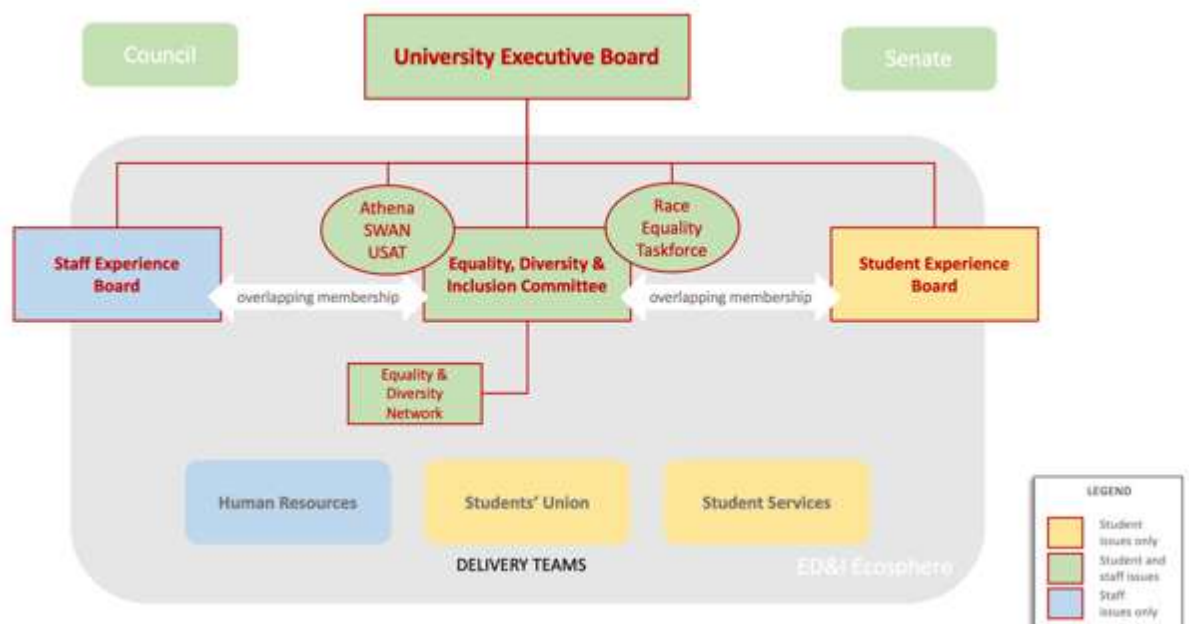 Council
University Executive Board
Senate
Athena
SWAN
USAT
Race
Equality
Taskforce
Staff Experience
Board
Equality, Diversity &
Inclusion Committee
Student Experience
Board
overlapping membership
overlapping membership
Equality &
Diversity
Network
Human Resources
Students' Union
Student Services
DELIVERY TEAMS
ED&I Ecosphere
LEGEND
Student
issues only
Student and
staff issues
Staff
issues only